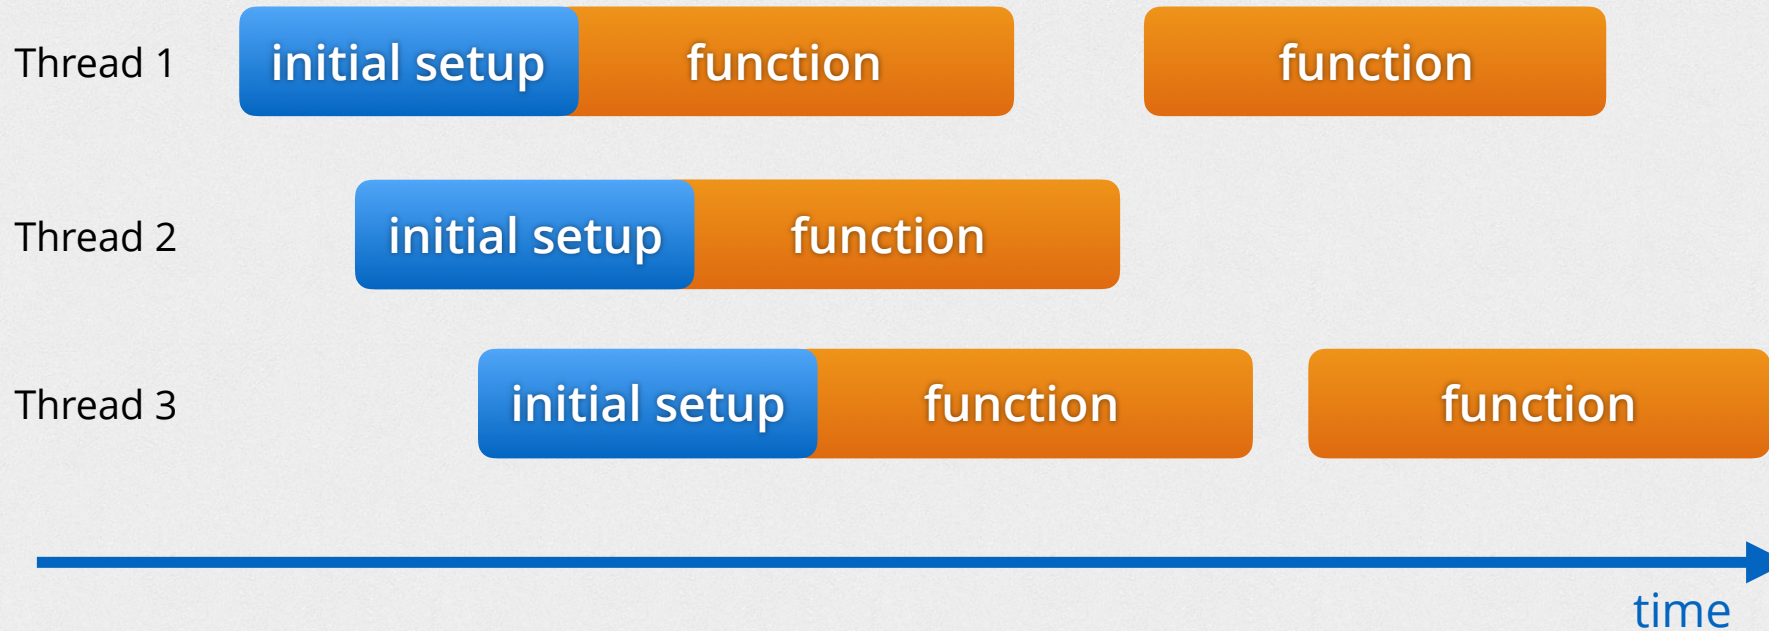 Thread 1 initial setup function function
Thread 2 initial setup function
Thread 3 initial setup function function
time